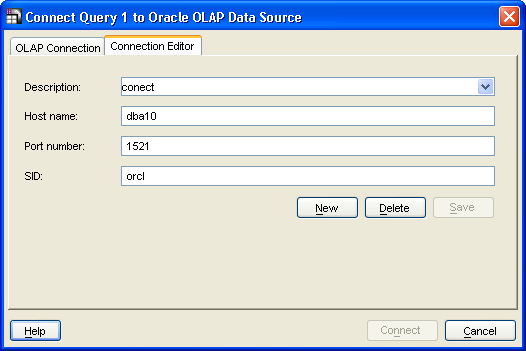 Connect Query 1 to Oracle OLAP Data Source
OLAP Connection Connection Editor
Description: conect
Host name: dba10
Port number: 1521
SID: orcl
New Delete Save
Help Connect Cancel